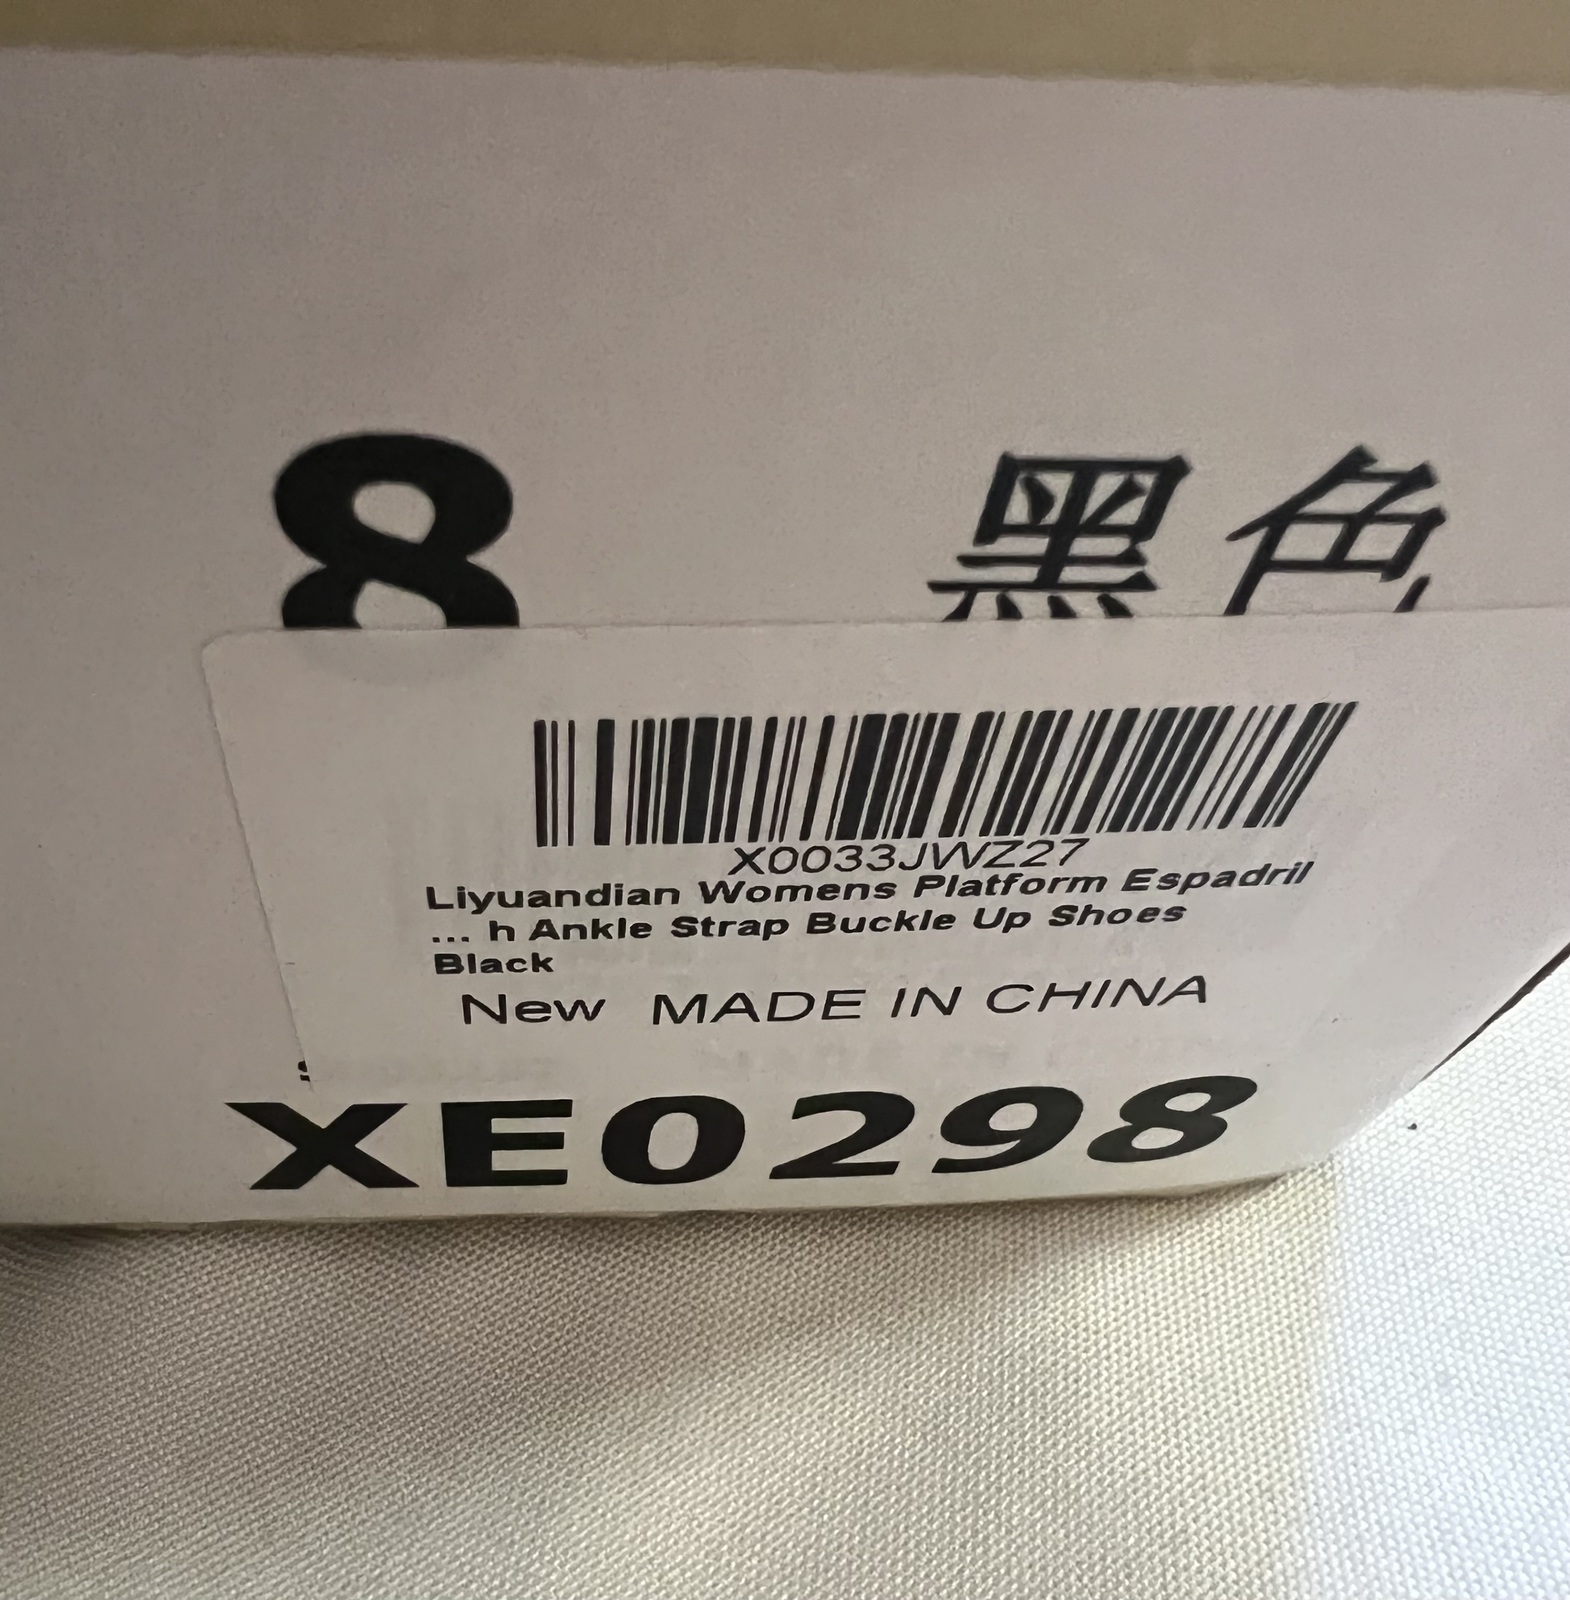 8 黑色
X0033JWZ27
Liyuandian Womens Platform Espadril
... h Ankle Strap Buckle Up Shoes
Black
New MADE IN CHINA
XE0298